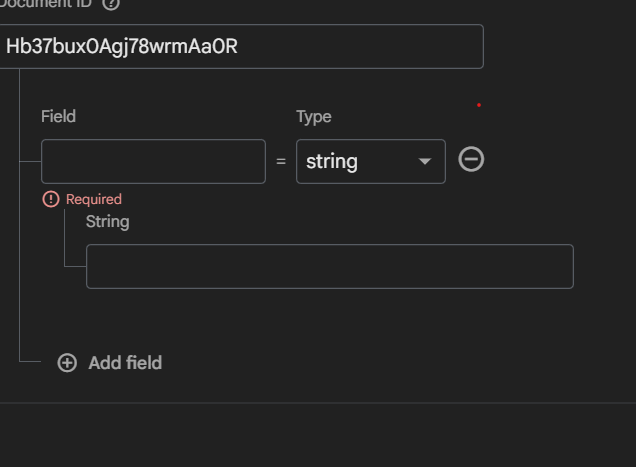 Document ID
Hb37bux0Agj78wrmAa0R
Field
Type
=
string
Required
String
Add field